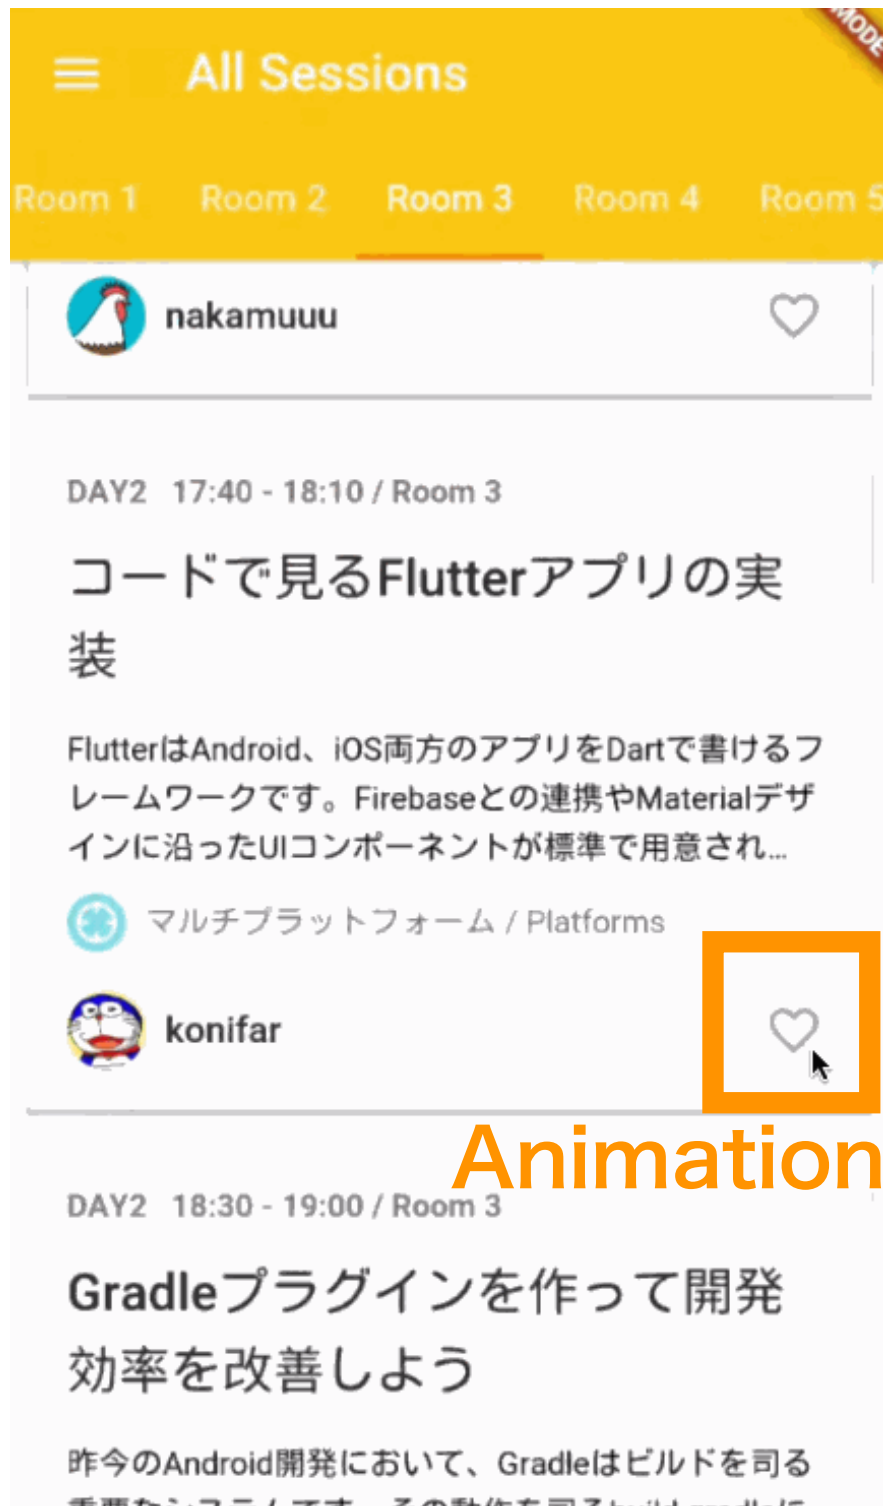 MODE
All Sessions
Room 1 Room 2 Room 3 Room 4 Room 5
nakamuuu
DAY2 17:40 - 18:10 / Room 3
コードで見るFlutterアプリの実
装
FlutterはAndroid、iOS両方のアプリをDartで書けるフ
レームワークです。Firebaseとの連携やMaterialデザ
インに沿ったUIコンポーネントが標準で用意され...
マルチプラットフォーム / Platforms
konifar
Animation
DAY2 18:30 - 19:00 / Room 3
Gradleプラグインを作って開発
効率を改善しよう
昨今のAndroid開発において、Gradleはビルドを司る